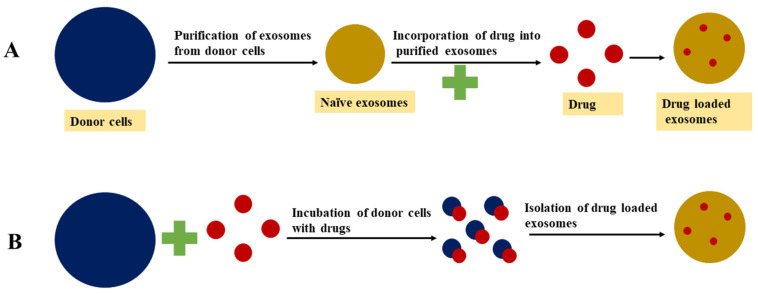 A
Purification of exosomes
from donor cells
Incorporation of drug into
purified exosomes
Donor cells
Naïve exosomes
Drug
Drug loaded
exosomes
B
Incubation of donor cells
with drugs
Isolation of drug loaded
exosomes